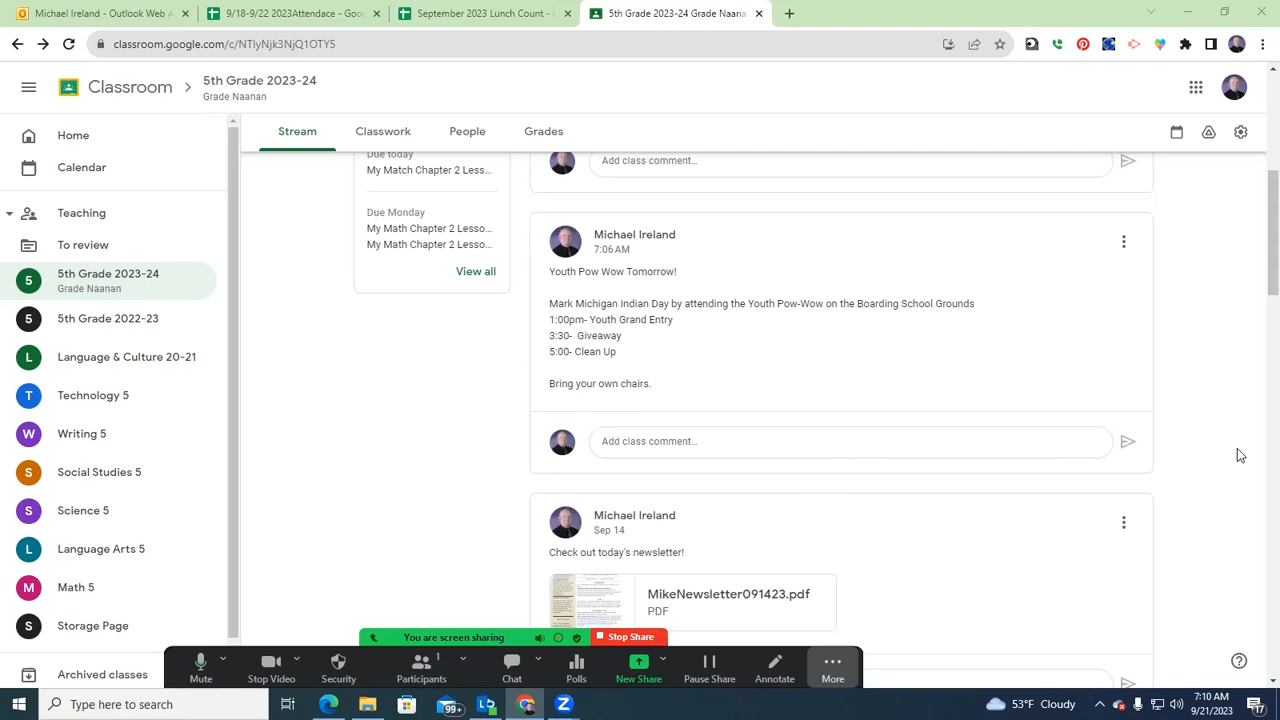 Michael Ireland - Outlook Web A
9/18-9/22 2023Attendace - Goo
September 2023 Lunch Count - G
5th Grade 2023-24 Grade Naana
classroom.google.com/c/NTIyNjk3NjQ1OTY5
Classroom
5th Grade 2023-24
Grade Naanan
Stream
Classwork
People
Grades
Home
Calendar
Teaching
To review
5
5th Grade 2023-24
Grade Naanan
5
5th Grade 2022-23
L
Language & Culture 20-21
T
Technology 5
W
Writing 5
S
Social Studies 5
S
Science 5
L
Language Arts 5
M
Math 5
S
Storage Page
Archived classes
Due today
My Match Chapter 2 Less...
Due Monday
My Math Chapter 2 Lesso...
My Math Chapter 2 Lesso...
View all
Add class comment...
Michael Ireland
7:06 AM
Youth Pow Wow Tomorrow!
Mark Michigan Indian Day by attending the Youth Pow-Wow on the Boarding School Grounds
1:00pm- Youth Grand Entry
3:30- Giveaway
5:00- Clean Up
Bring your own chairs.
Add class comment...
Michael Ireland
Sep 14
Check out today's newsletter!
MikeNewsletter091423.pdf
PDF
You are screen sharing
Stop Share
Mute
Stop Video
Security
1
Participants
Chat
Polls
New Share
Pause Share
Annotate
More
Type here to search
99+
53°F Cloudy
7:10 AM
9/21/2023